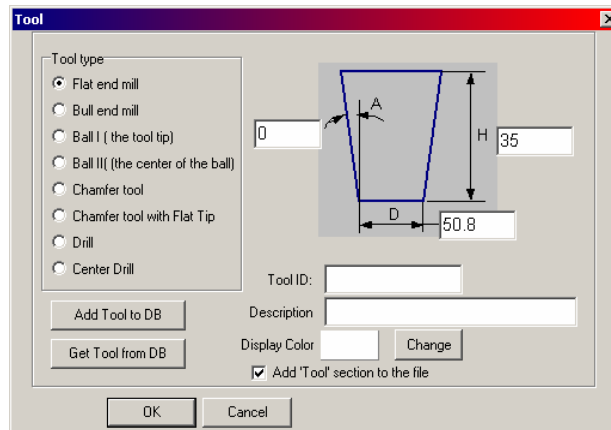 Tool
Tool type
Flat end mill
Bull end mill
Ball I ( the tool tip)
Ball II( (the center of the ball)
Chamfer tool
Chamfer tool with Flat Tip
Drill
Center Drill
A
0
H
35
D
50.8
Tool ID:
Add Tool to DB
Description
Get Tool from DB
Display Color
Change
Add 'Tool' section to the file
OK
Cancel